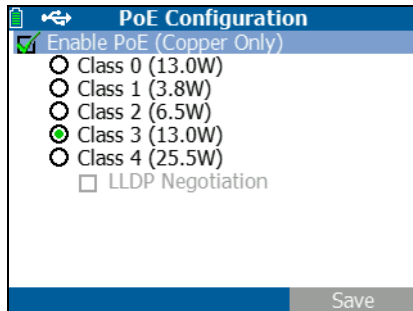 PoE Configuration
Enable PoE (Copper Only)
Class 0 (13.0W)
Class 1 (3.8W)
Class 2 (6.5W)
Class 3 (13.0W)
Class 4 (25.5W)
LLDP Negotiation
Save